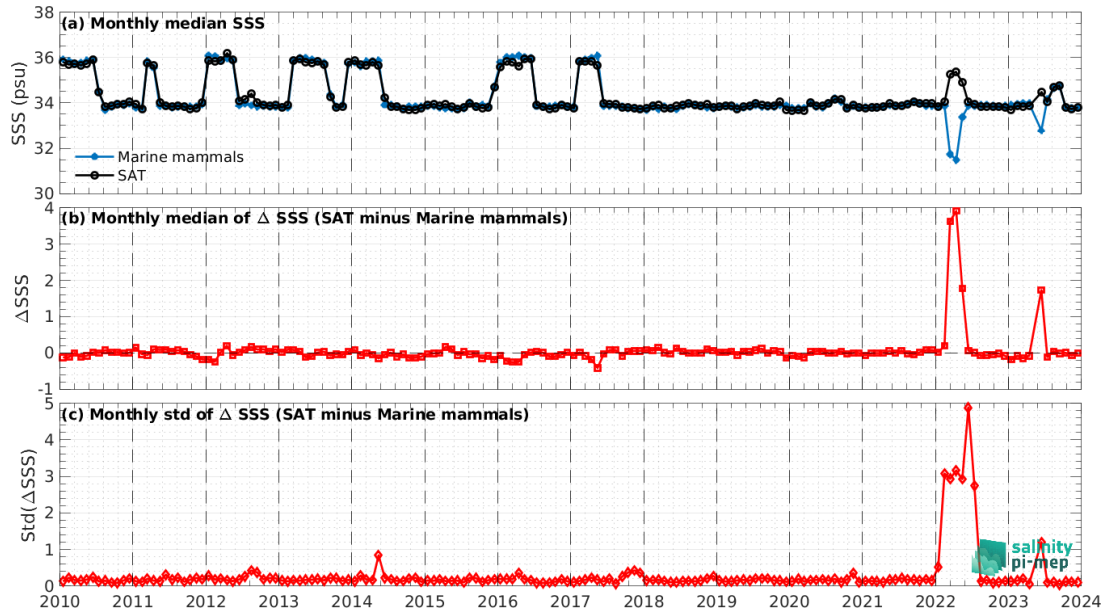 (a) Monthly median SSS
38
36
34
32
30
SSS (psu)
Marine mammals
SAT
(b) Monthly median of Δ SSS (SAT minus Marine mammals)
4
3
2
1
0
-1
ΔSSS
(c) Monthly std of Δ SSS (SAT minus Marine mammals)
5
4
3
2
1
0
Std(ΔSSS)
salinity
pi-mep
2010 2011 2012 2013 2014 2015 2016 2017 2018 2019 2020 2021 2022 2023 2024